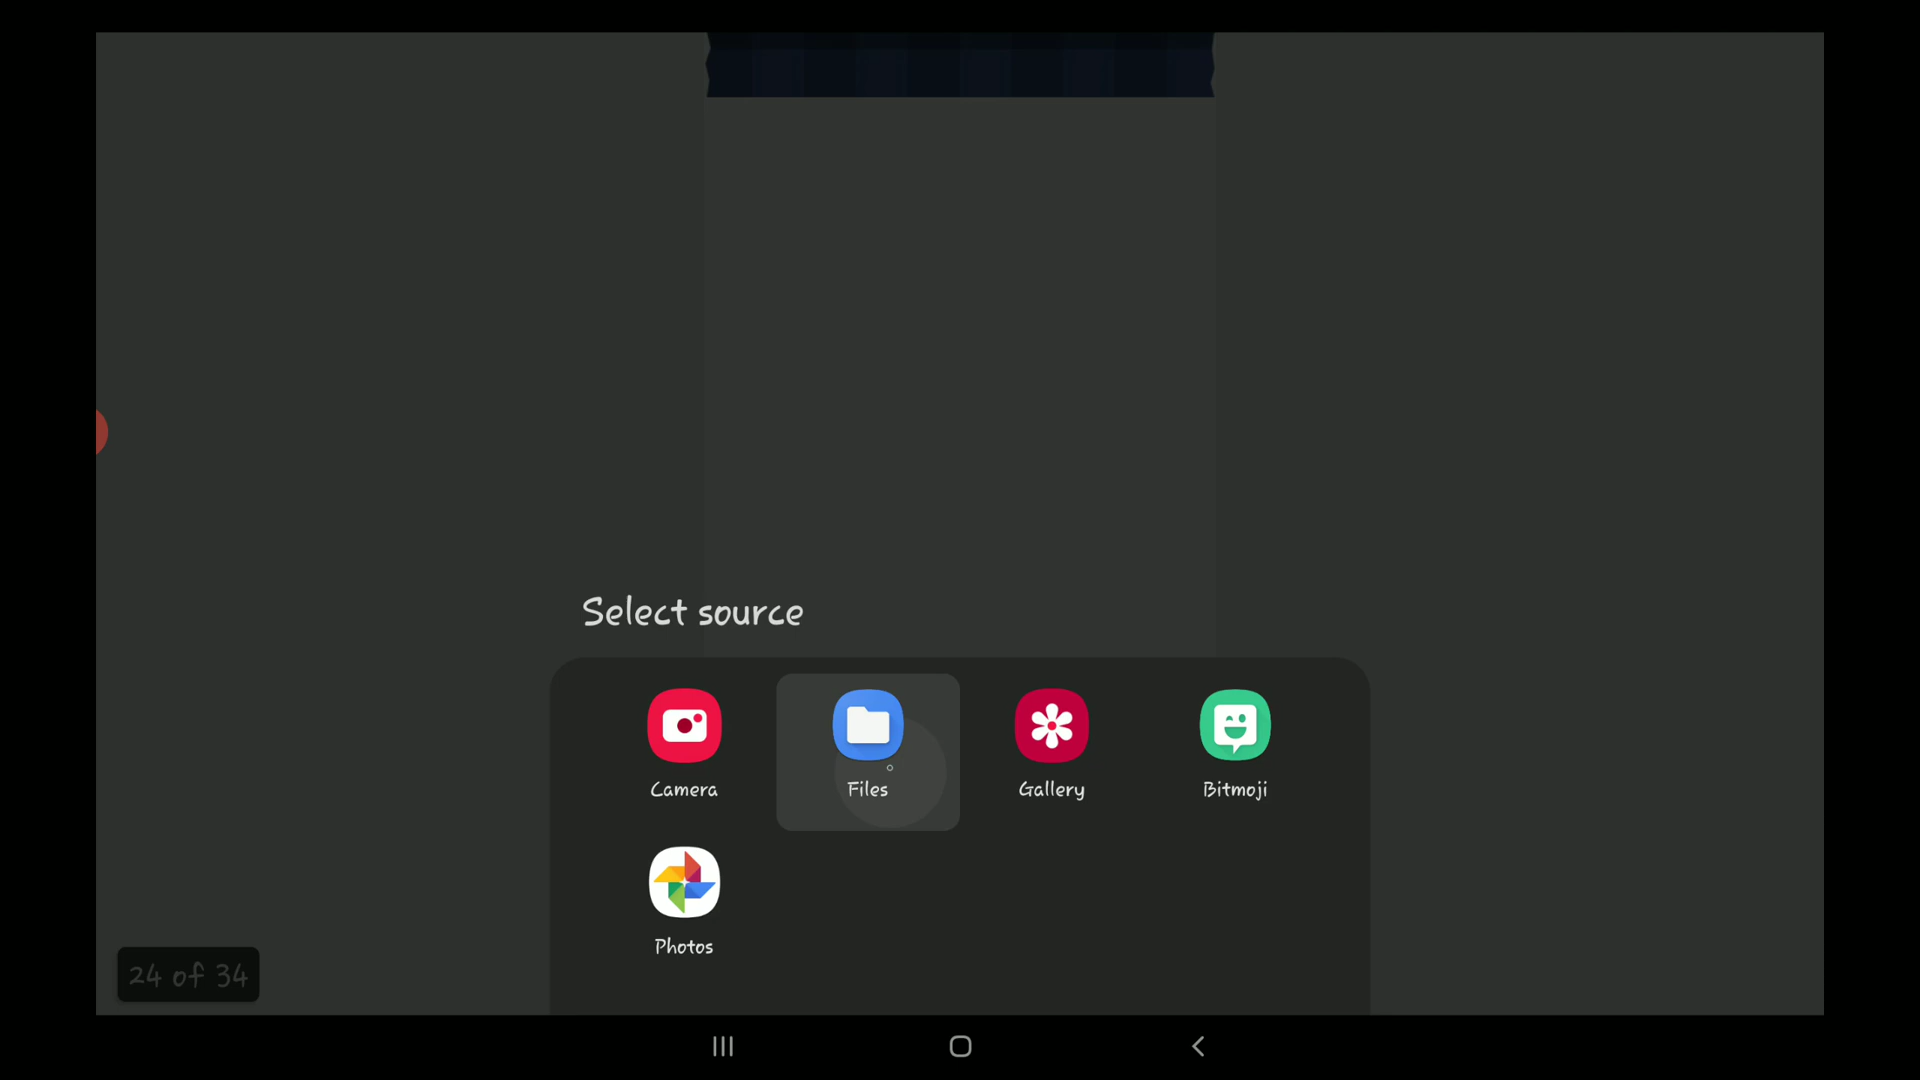 Select source
Camera
Files
Gallery
Bitmoji
Photos
24 of 34